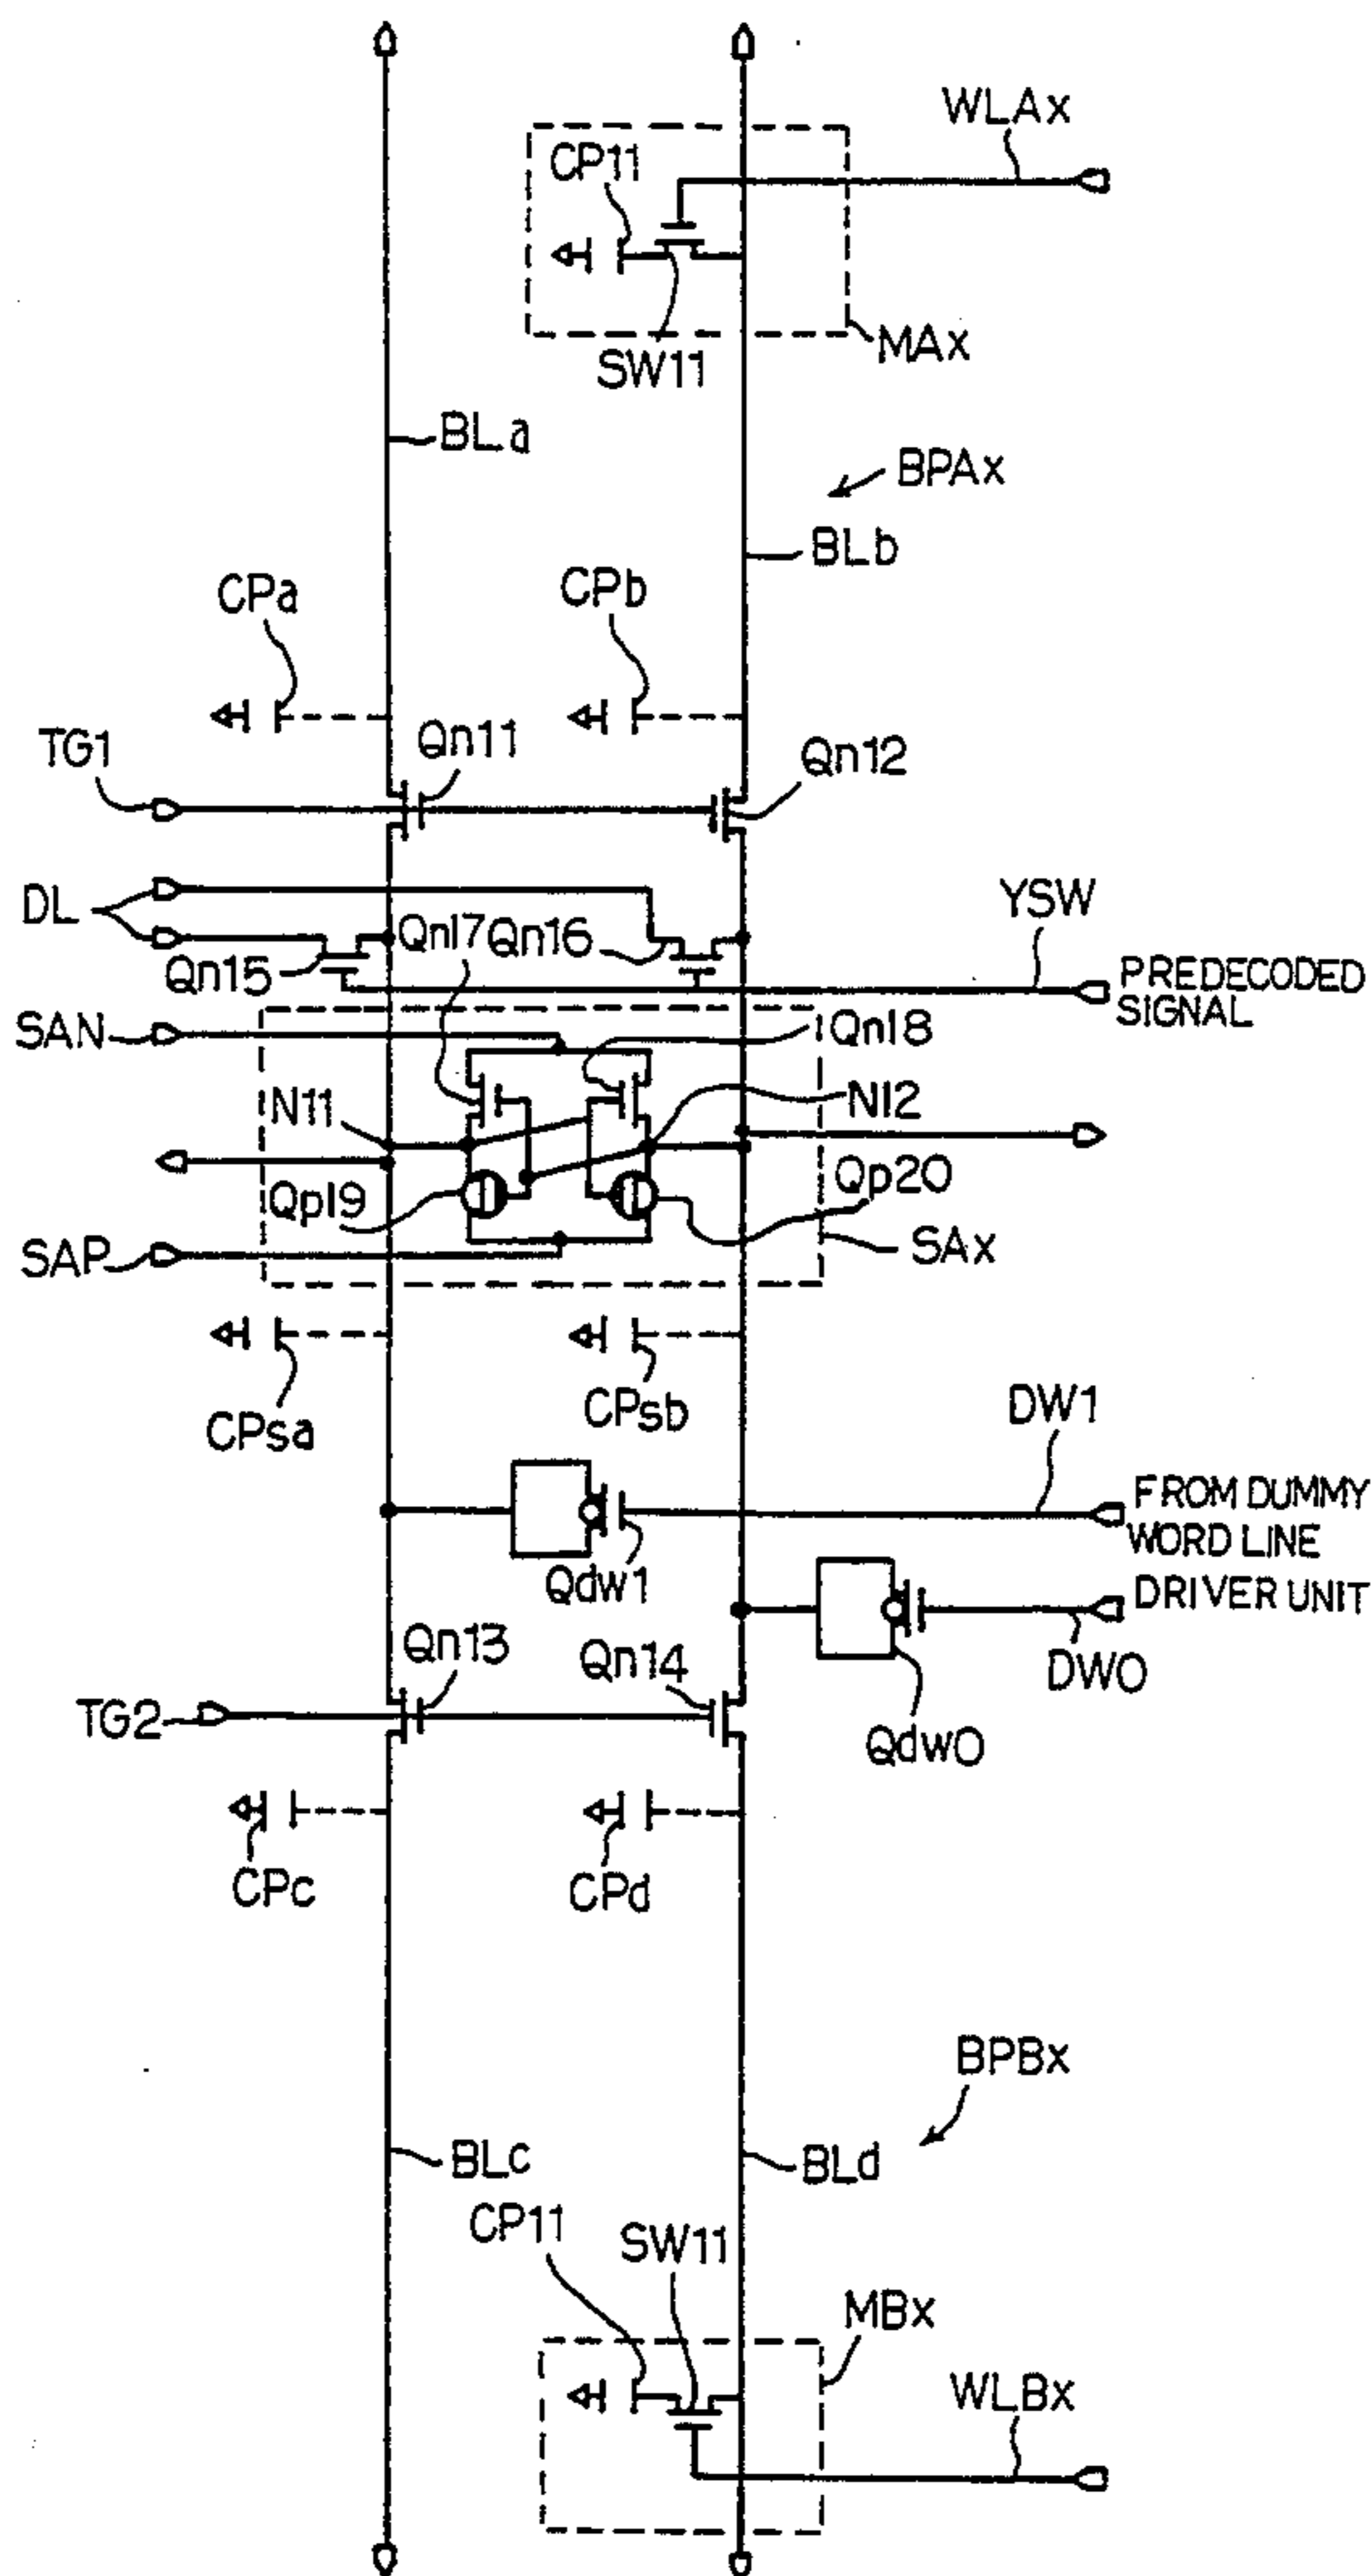 WLAx
CP11
SW11
MAx
BLa
BPAx
BLb
CPa
CPb
TG1
Qn11
Qn12
DL
Qn15
Qn17
Qn16
YSW
PREDECODED
SIGNAL
SAN
Qn18
N11
N12
Qp19
Qp20
SAP
SAx
CPsa
CPsb
DW1
FROM DUMMY
WORD LINE
DRIVER UNIT
Qdw1
DW0
Qn13
Qn14
Qdw0
TG2
CPc
CPd
BPBx
BLc
BLd
CP11
SW11
MBx
WLBx